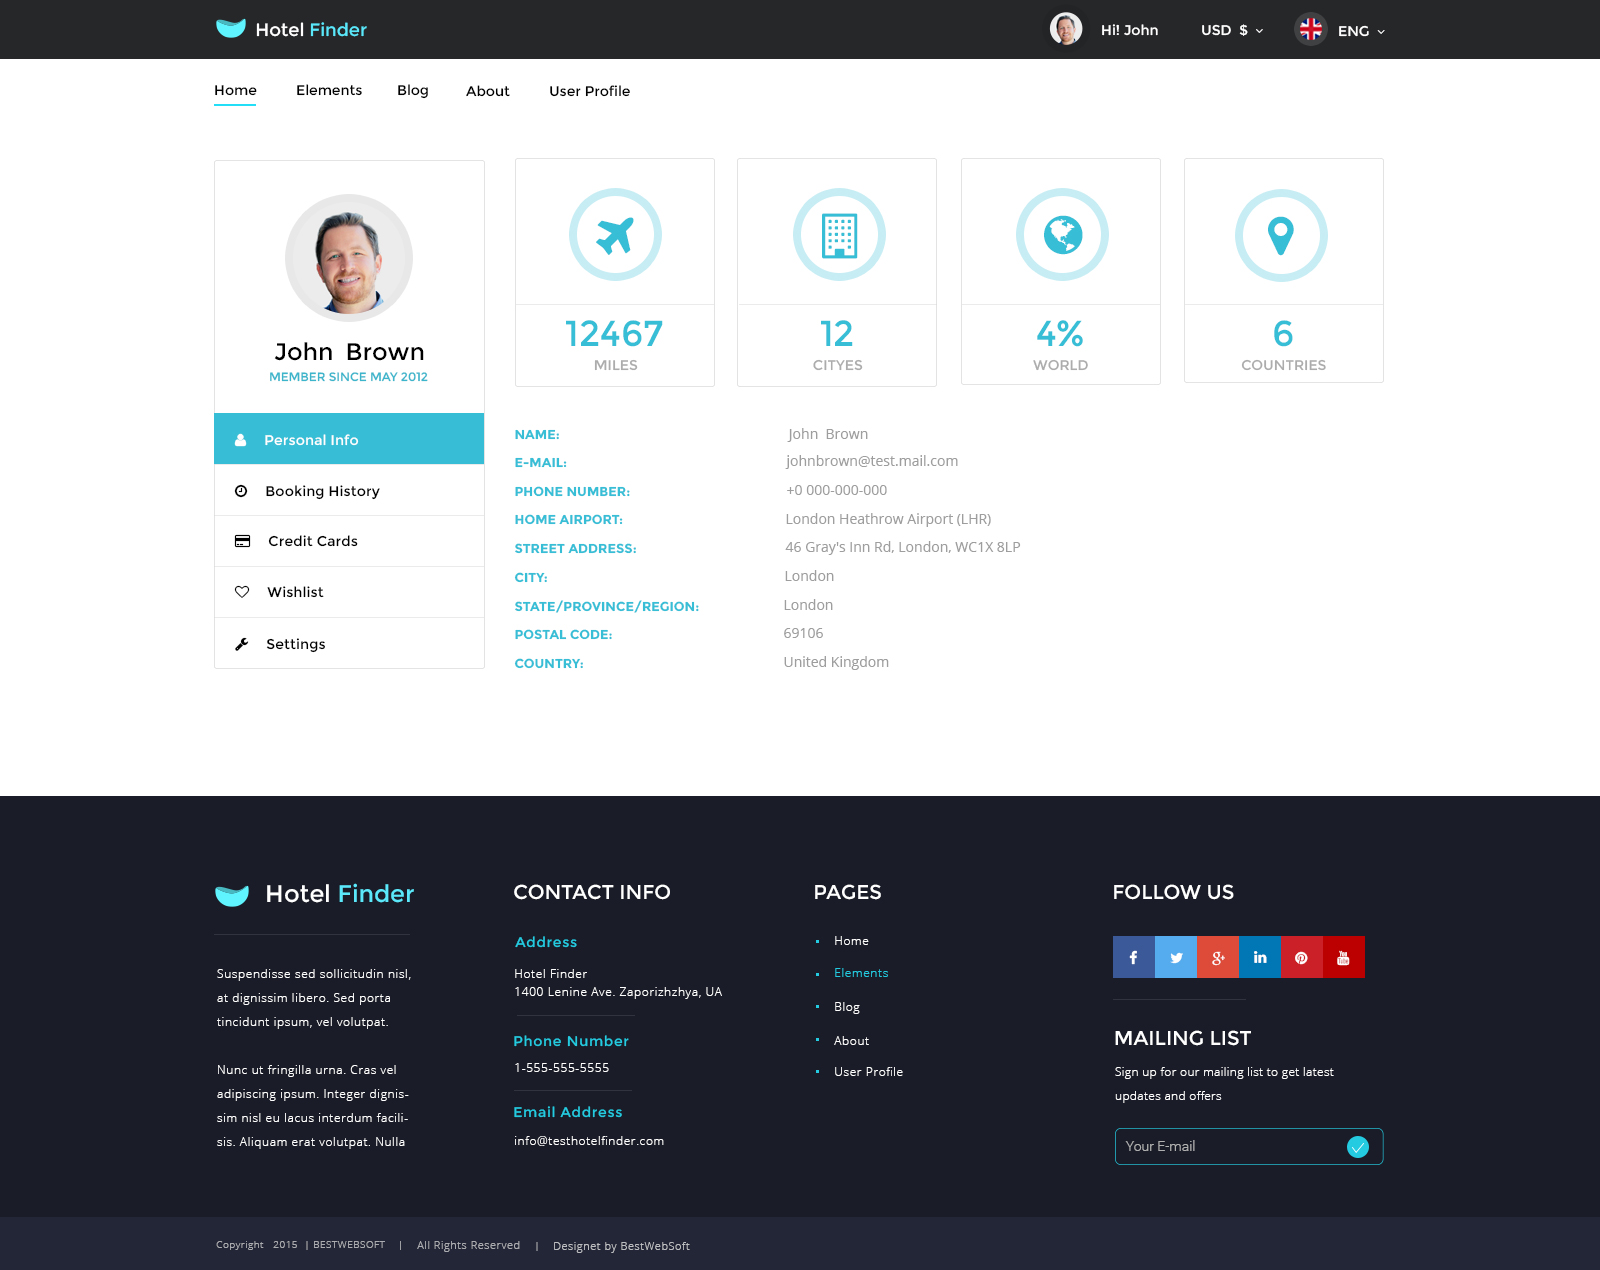 Hotel Finder
Hi! John
USD $
ENG
Home
Elements
Blog
About
User Profile
John Brown
MEMBER SINCE MAY 2012
Personal Info
Booking History
Credit Cards
Wishlist
Settings
12467
MILES
12
CITYES
4%
WORLD
6
COUNTRIES
NAME: John Brown
E-MAIL: johnbrown@test.mail.com
PHONE NUMBER: +0 000-000-000
HOME AIRPORT: London Heathrow Airport (LHR)
STREET ADDRESS: 46 Gray's Inn Rd, London, WC1X 8LP
CITY: London
STATE/PROVINCE/REGION: London
POSTAL CODE: 69106
COUNTRY: United Kingdom
Hotel Finder
Suspendisse sed sollicitudin nisl,
at dignissim libero. Sed porta
tincidunt ipsum, vel volutpat.
Nunc ut fringilla urna. Cras vel
adipiscing ipsum. Integer dignis-
sim nisl eu lacus interdum facili-
sis. Aliquam erat volutpat. Nulla
CONTACT INFO
Address
Hotel Finder
1400 Lenine Ave. Zaporizhzhya, UA
Phone Number
1-555-555-5555
Email Address
info@testhotelfinder.com
PAGES
Home
Elements
Blog
About
User Profile
FOLLOW US
f
g+
in
You Tube
MAILING LIST
Sign up for our mailing list to get latest
updates and offers
Your E-mail
Copyright 2015 | BESTWEBSOFT | All Rights Reserved | Designet by BestWebSoft